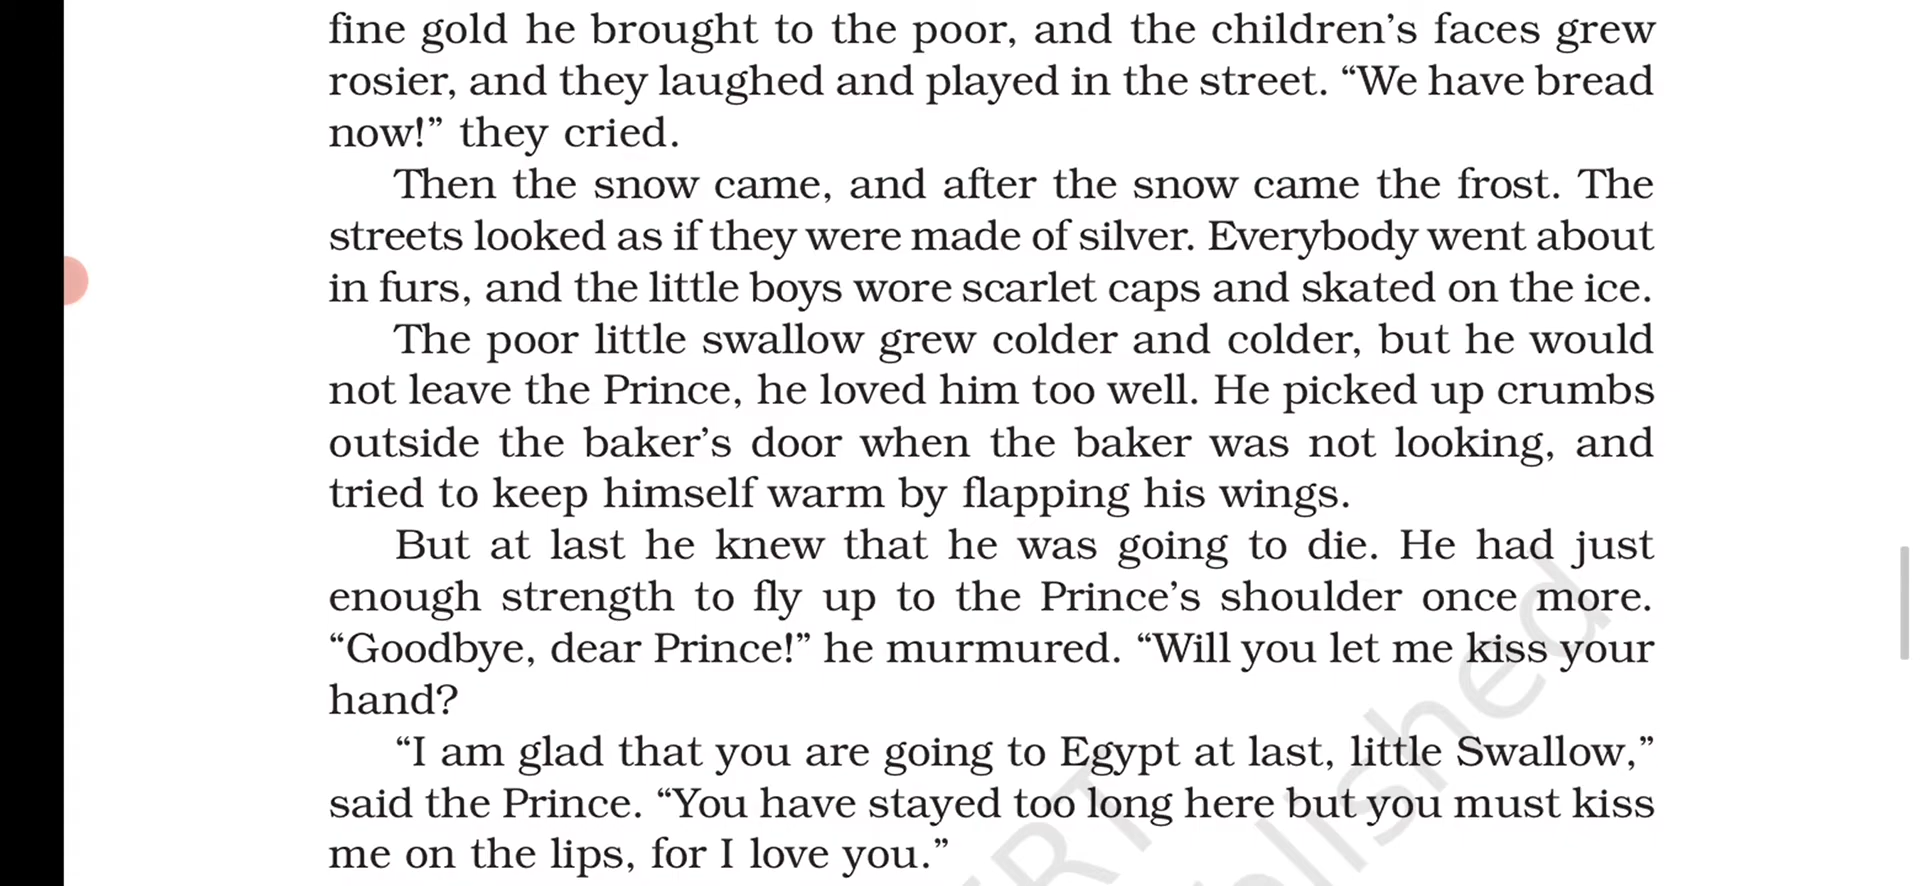 fine gold he brought to the poor, and the children’s faces grew
rosier, and they laughed and played in the street. “We have bread
now!” they cried.
Then the snow came, and after the snow came the frost. The
streets looked as if they were made of silver. Everybody went about
in furs, and the little boys wore scarlet caps and skated on the ice.
The poor little swallow grew colder and colder, but he would
not leave the Prince, he loved him too well. He picked up crumbs
outside the baker’s door when the baker was not looking, and
tried to keep himself warm by flapping his wings.
But at last he knew that he was going to die. He had just
enough strength to fly up to the Prince’s shoulder once more.
“Goodbye, dear Prince!” he murmured. “Will you let me kiss your
hand?
“I am glad that you are going to Egypt at last, little Swallow,”
said the Prince. “You have stayed too long here but you must kiss
me on the lips, for I love you.”